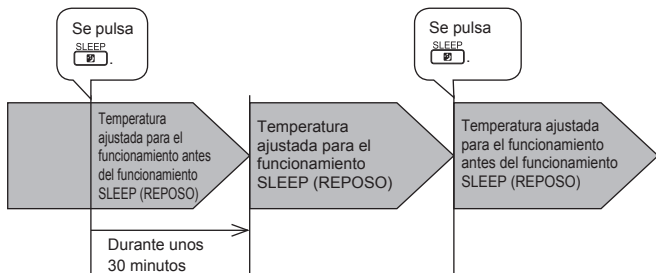 Se pulsa
SLEEP
.
Se pulsa
SLEEP
.
Temperatura
ajustada para el
funcionamiento antes
del funcionamiento
SLEEP (REPOSO)
Temperatura
ajustada para el
funcionamiento
SLEEP (REPOSO)
Temperatura ajustada
para el funcionamiento
antes del funcionamiento
SLEEP (REPOSO)
Durante unos
30 minutos